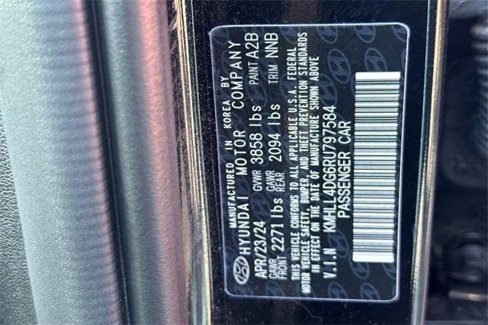 MANUFACTURED IN KOREA BY
HYUNDAI MOTOR COMPANY
APR/23/24 GVWR 3858 lbs PAINT A2B
GAWR FRONT 2271 lbs GAWR REAR 2094 lbs TRIM NNB
THIS VEHICLE CONFORMS TO ALL APPLICABLE U.S.A. FEDERAL
MOTOR VEHICLE SAFETY, BUMPER, AND THEFT PREVENTION STANDARDS
IN EFFECT ON THE DATE OF MANUFACTURE SHOWN ABOVE
V.I.N KMHLL4DG6RU797584
PASSENGER CAR